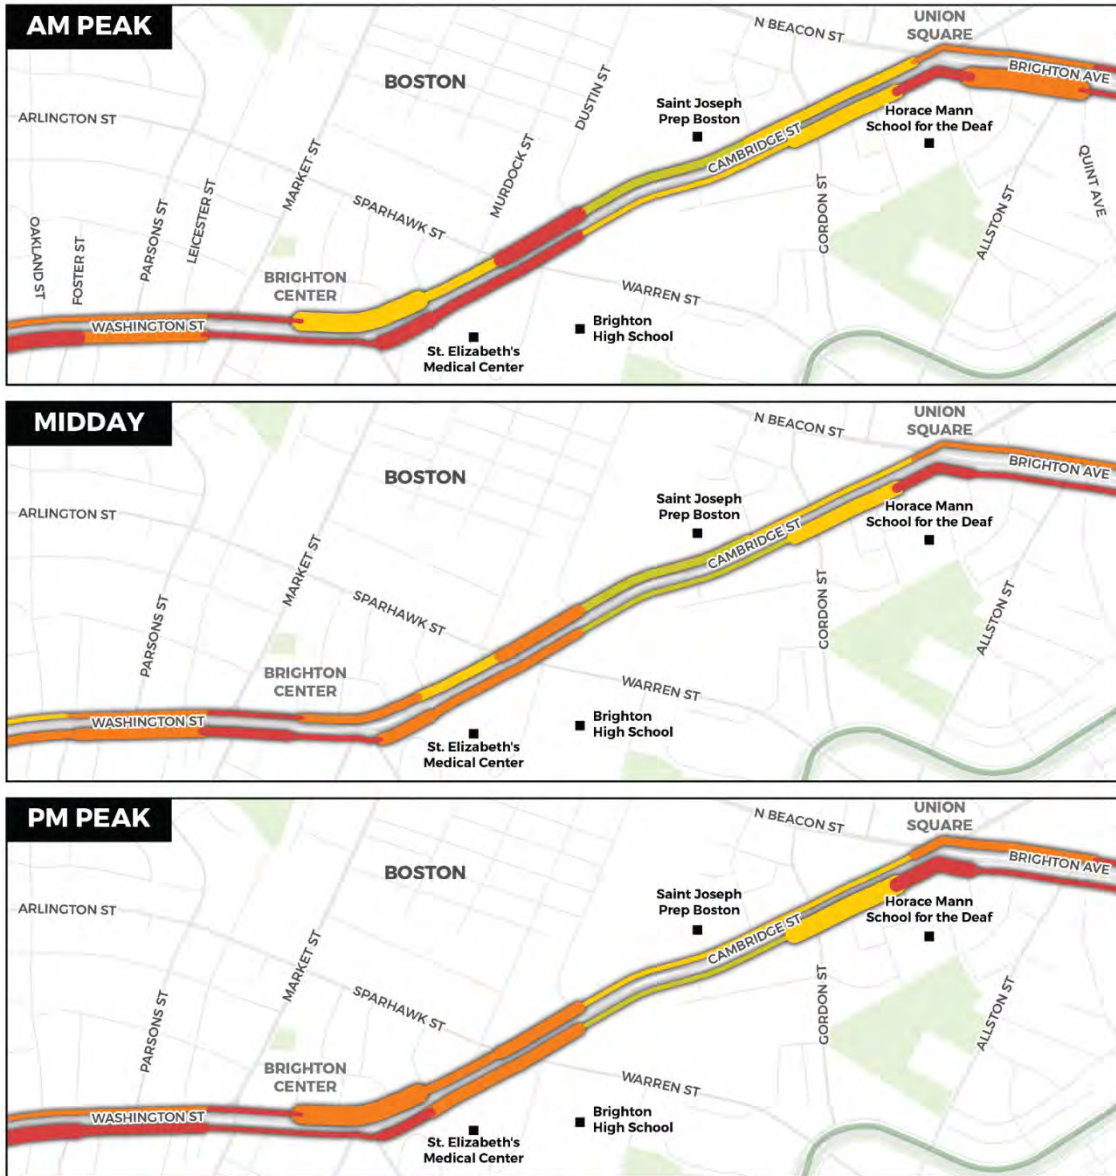 AM PEAK
N BEACON ST
UNION
SQUARE
BRIGHTON AVE
BOSTON
DUSTIN ST
Saint Joseph
Prep Boston
Horace Mann
School for the Deaf
ARLINGTON ST
MARKET ST
MURDOCK ST
CAMBRIDGE ST
QUINT AVE
LEICESTER ST
SPARHAWK ST
GORDON ST
ALLSTON ST
OAKLAND ST
FOSTER ST
PARSONS ST
BRIGHTON
CENTER
WARREN ST
WASHINGTON ST
Brighton
High School
St. Elizabeth's
Medical Center
MIDDAY
N BEACON ST
UNION
SQUARE
BRIGHTON AVE
BOSTON
Saint Joseph
Prep Boston
Horace Mann
School for the Deaf
ARLINGTON ST
MARKET ST
CAMBRIDGE ST
SPARHAWK ST
GORDON ST
ALLSTON ST
PARSONS ST
BRIGHTON
CENTER
WARREN ST
WASHINGTON ST
Brighton
High School
St. Elizabeth's
Medical Center
PM PEAK
N BEACON ST
UNION
SQUARE
BRIGHTON AVE
BOSTON
Saint Joseph
Prep Boston
Horace Mann
School for the Deaf
ARLINGTON ST
MARKET ST
CAMBRIDGE ST
SPARHAWK ST
GORDON ST
ALLSTON ST
PARSONS ST
BRIGHTON
CENTER
WARREN ST
WASHINGTON ST
Brighton
High School
St. Elizabeth's
Medical Center